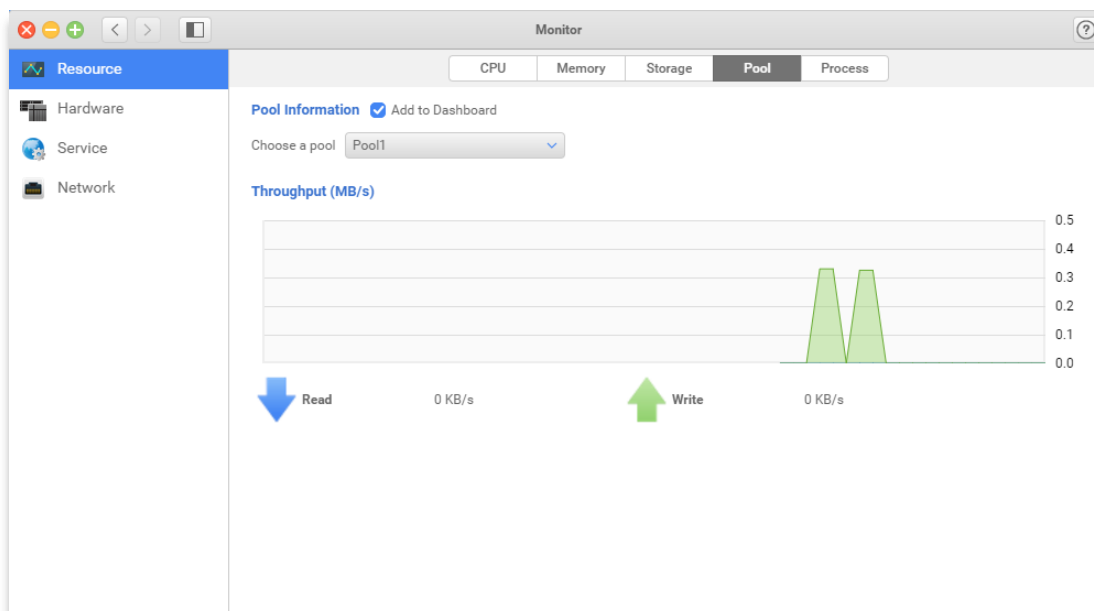 Monitor
?
Resource
Hardware
Service
Network
CPU Memory Storage Pool Process
Pool Information Add to Dashboard
Choose a pool Pool1
Throughput (MB/s)
0.5
0.4
0.3
0.2
0.1
0.0
Read 0 KB/s Write 0 KB/s